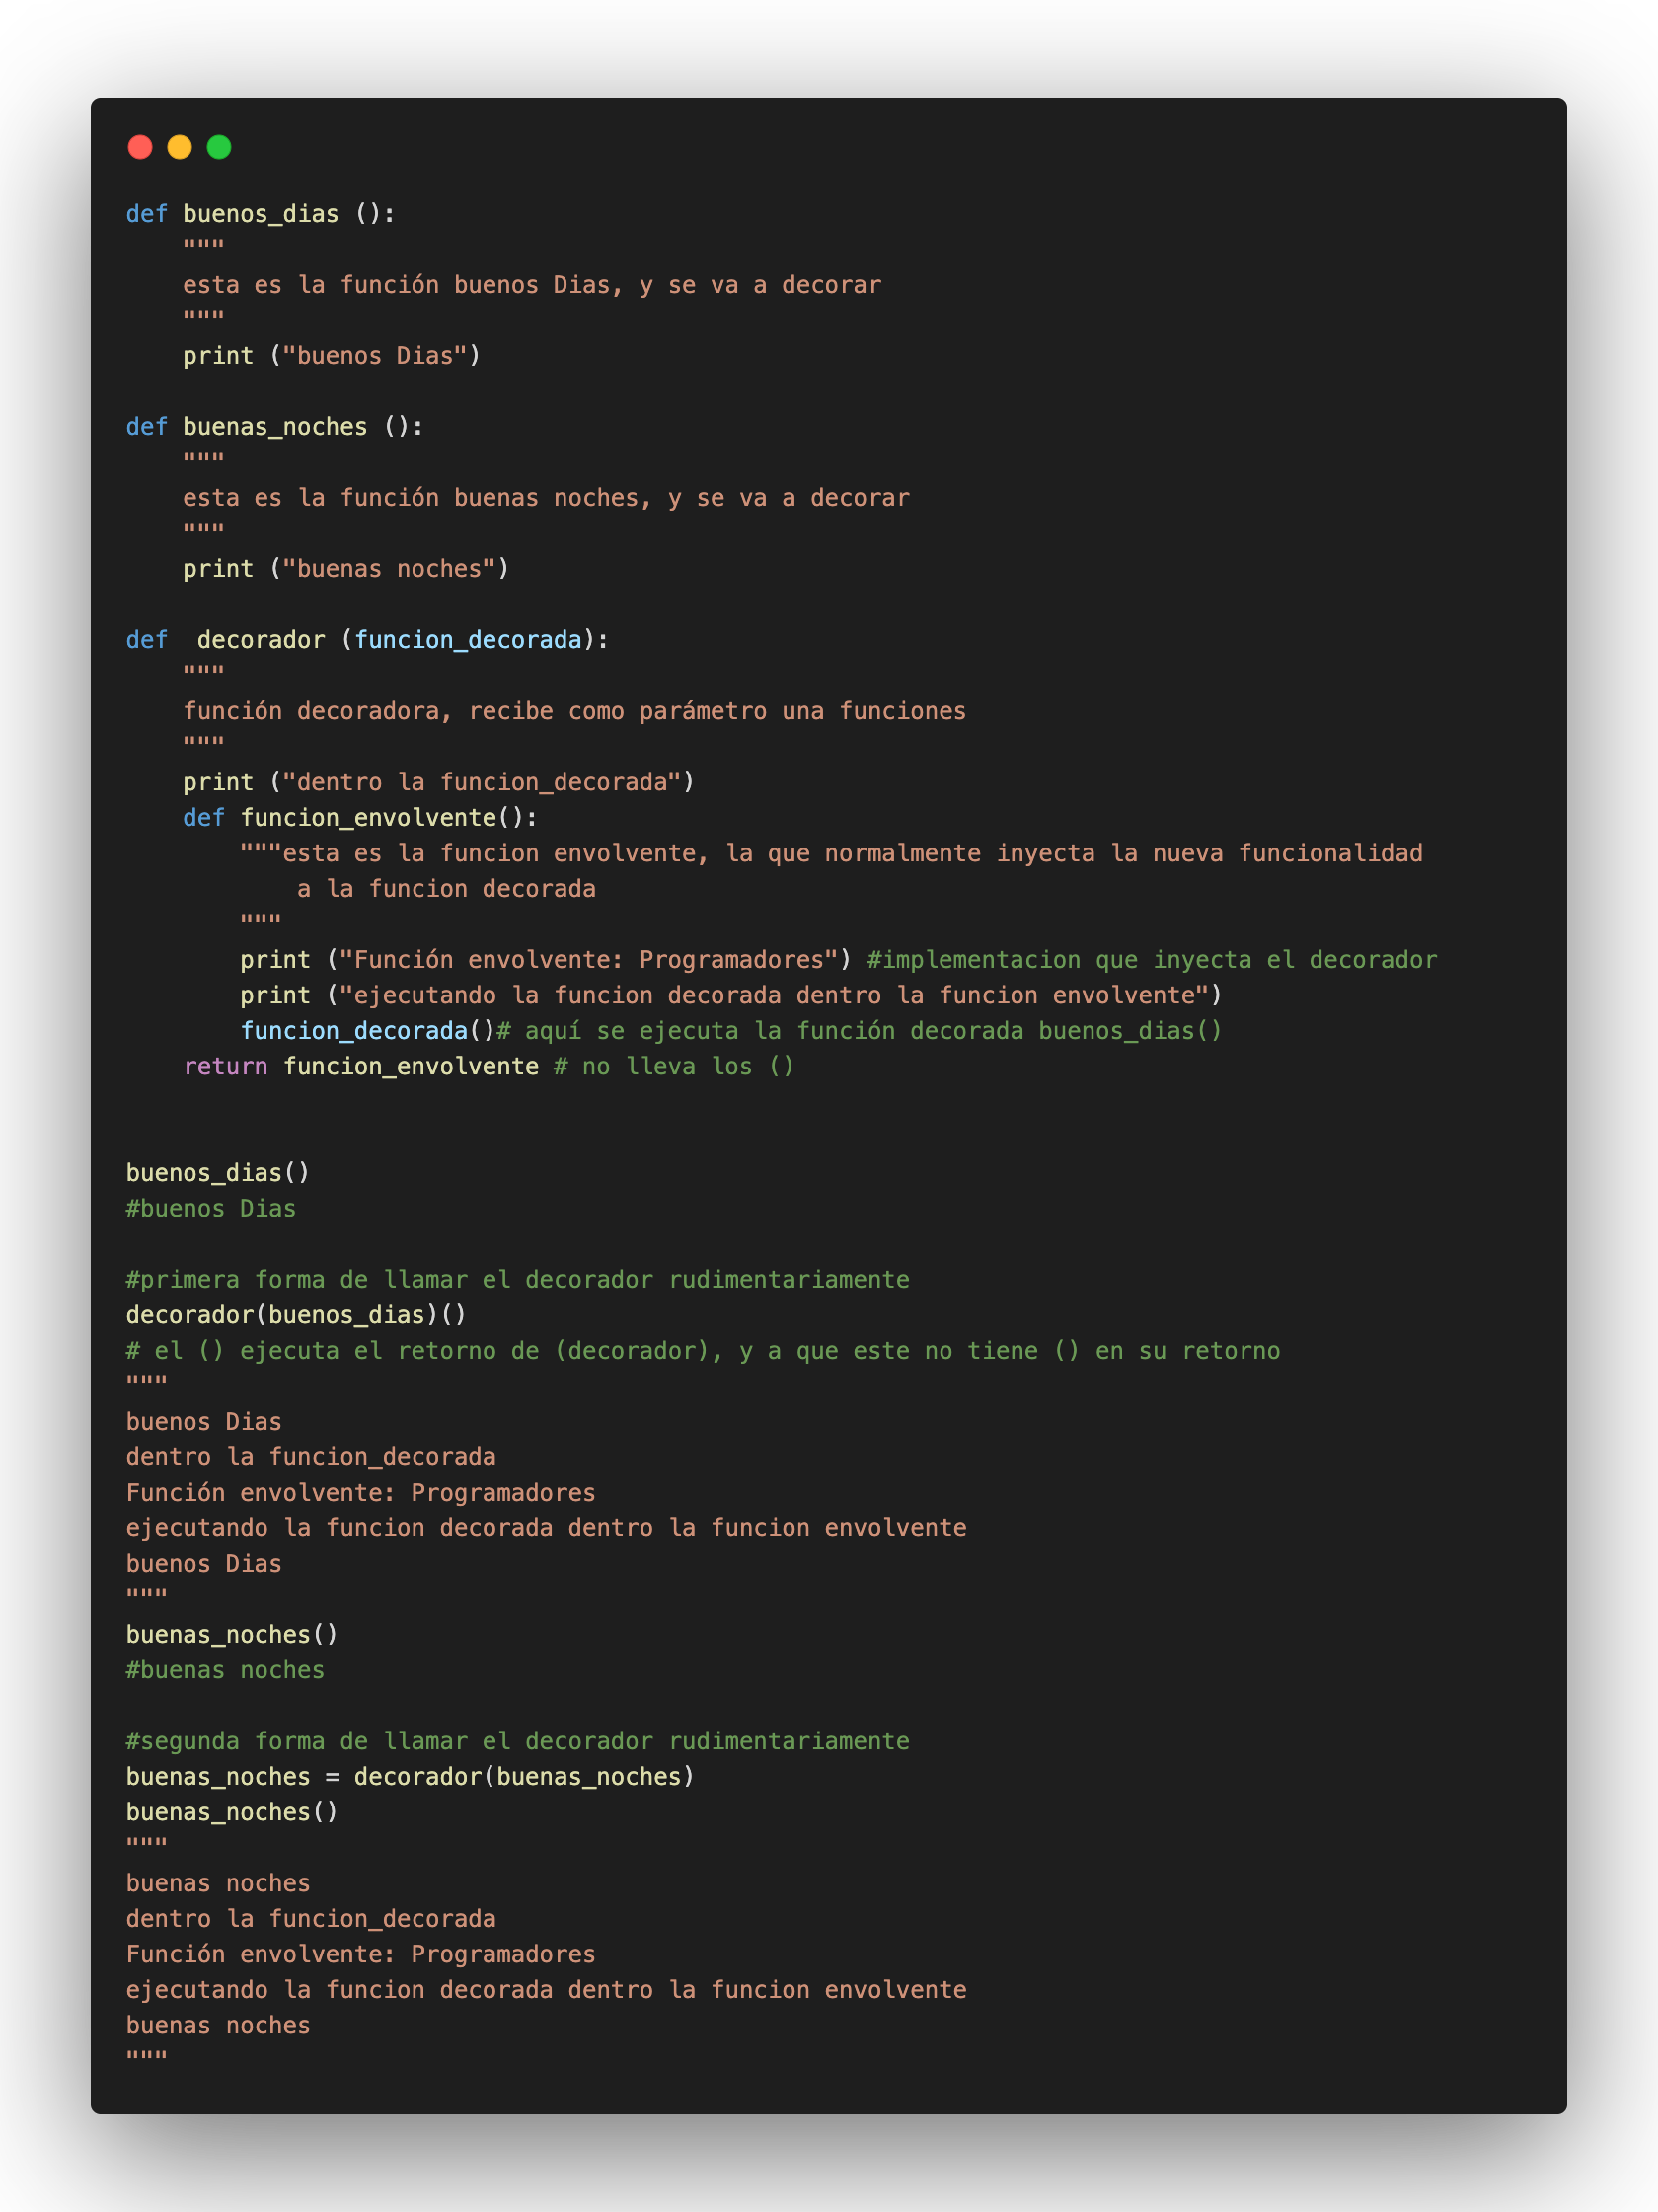 def buenos_dias ():
    """
    esta es la función buenos Dias, y se va a decorar
    """
    print ("buenos Dias")

def buenas_noches ():
    """
    esta es la función buenas noches, y se va a decorar
    """
    print ("buenas noches")

def  decorador (funcion_decorada):
    """
    función decoradora, recibe como parámetro una funciones
    """
    print ("dentro la funcion_decorada")
    def funcion_envolvente():
        """esta es la funcion envolvente, la que normalmente inyecta la nueva funcionalidad
            a la funcion decorada
        """
        print ("Función envolvente: Programadores") #implementacion que inyecta el decorador
        print ("ejecutando la funcion decorada dentro la funcion envolvente")
        funcion_decorada()# aquí se ejecuta la función decorada buenos_dias()
    return funcion_envolvente # no lleva los ()


buenos_dias()
#buenos Dias

#primera forma de llamar el decorador rudimentariamente
decorador(buenos_dias)()
# el () ejecuta el retorno de (decorador), y a que este no tiene () en su retorno
"""
buenos Dias
dentro la funcion_decorada
Función envolvente: Programadores
ejecutando la funcion decorada dentro la funcion envolvente
buenos Dias
"""
buenas_noches()
#buenas noches

#segunda forma de llamar el decorador rudimentariamente
buenas_noches = decorador(buenas_noches)
buenas_noches()
"""
buenas noches
dentro la funcion_decorada
Función envolvente: Programadores
ejecutando la funcion decorada dentro la funcion envolvente
buenas noches
"""